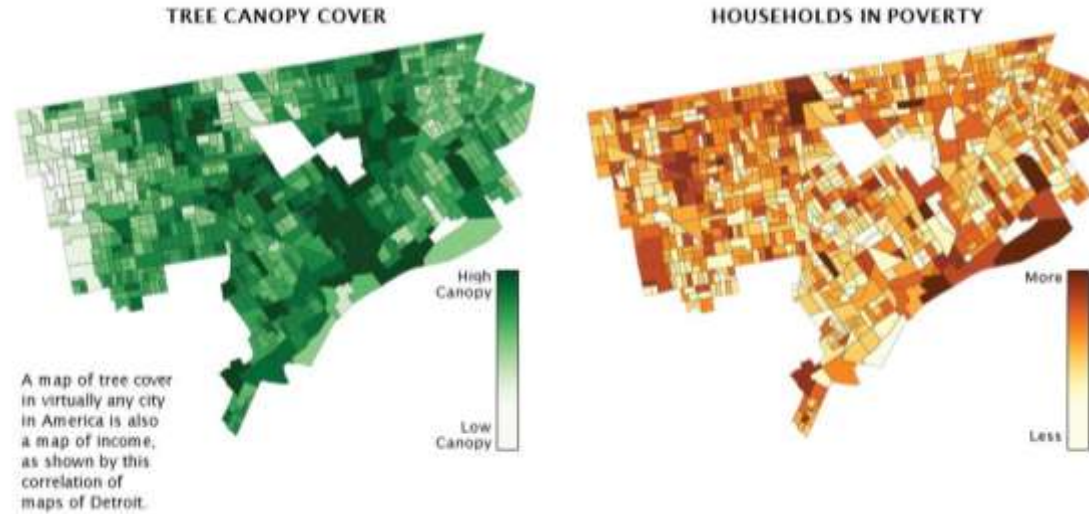 TREE CANOPY COVER
HOUSEHOLDS IN POVERTY
High
Canopy
Low
Canopy
A map of tree cover
in virtually any city
in America is also
a map of income,
as shown by this
correlation of
maps of Detroit.
More
Less